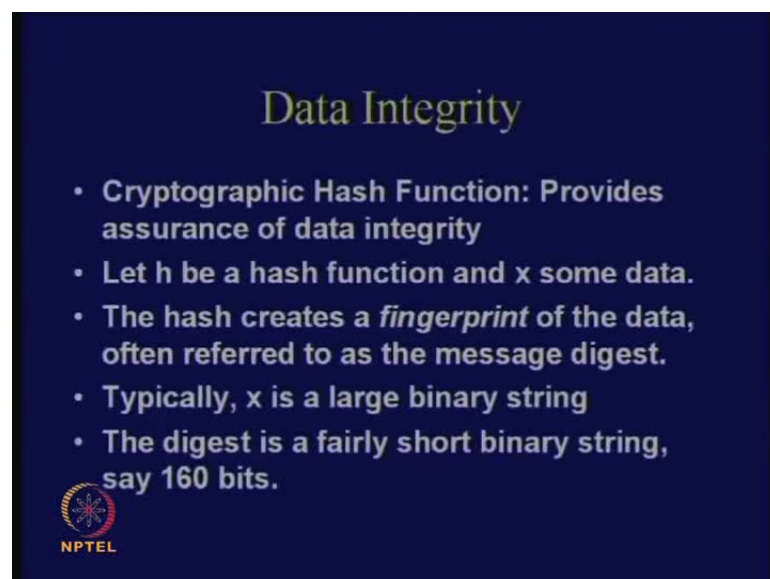 Data Integrity
• Cryptographic Hash Function: Provides
assurance of data integrity
• Let h be a hash function and x some data.
• The hash creates a fingerprint of the data,
often referred to as the message digest.
• Typically, x is a large binary string
• The digest is a fairly short binary string,
say 160 bits.
NPTEL